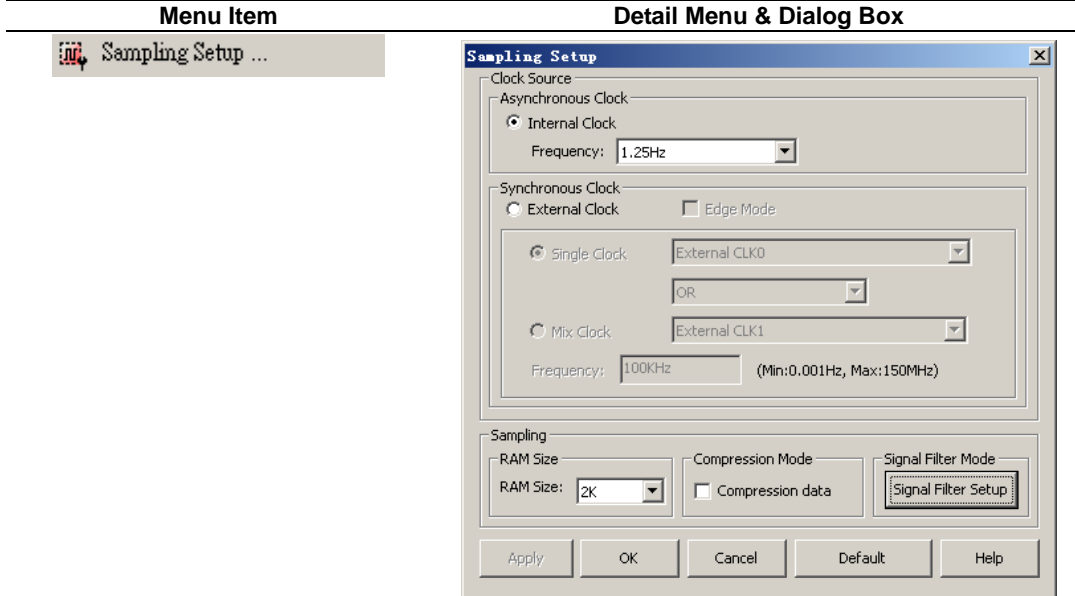 Menu Item
Detail Menu & Dialog Box
Sampling Setup ...
Sampling Setup
Clock Source
Asynchronous Clock
Internal Clock
Frequency: 1.25Hz
Synchronous Clock
External Clock Edge Mode
Single Clock External CLK0
OR
Mix Clock External CLK1
Frequency: 100KHz (Min:0.001Hz, Max:150MHz)
Sampling
RAM Size Compression Mode Signal Filter Mode
RAM Size: 2K Compression data Signal Filter Setup
Apply OK Cancel Default Help